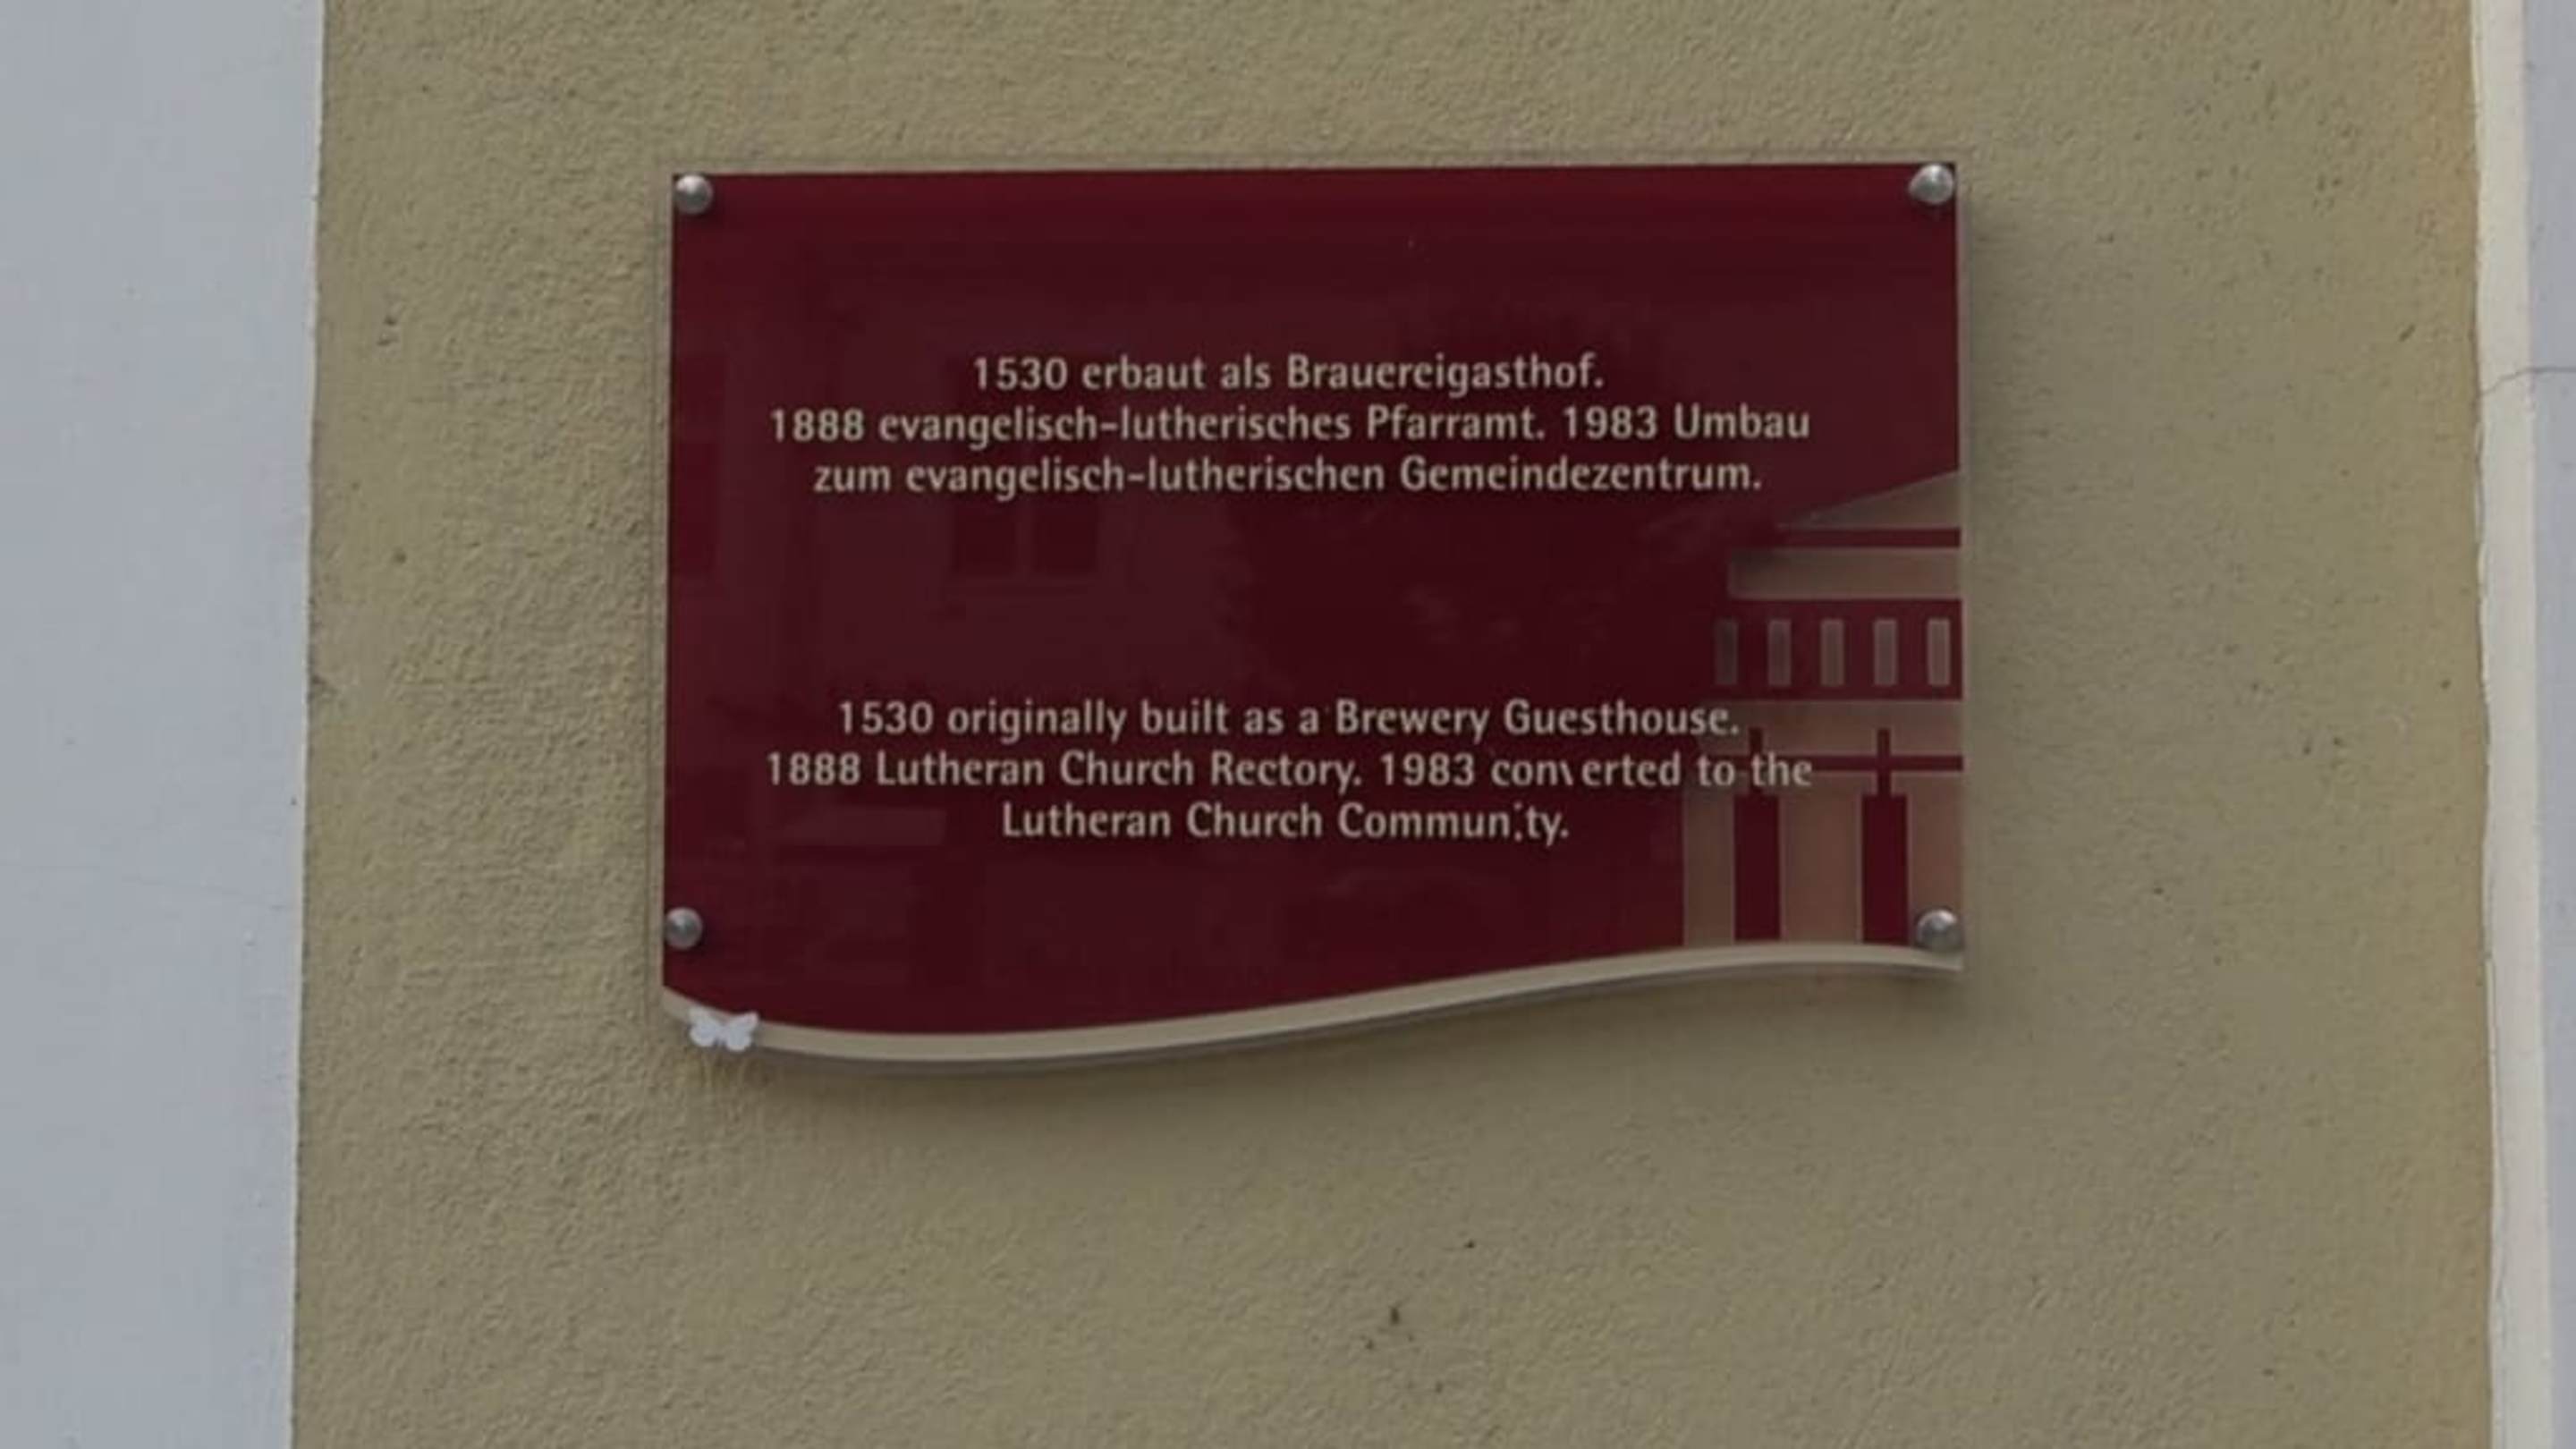 1530 erbaut als Brauereigasthof.
1888 evangelisch-lutherisches Pfarramt. 1983 Umbau
zum evangelisch-lutherischen Gemeindezentrum.
1530 originally built as a Brewery Guesthouse.
1888 Lutheran Church Rectory. 1983 converted to the
Lutheran Church Community.